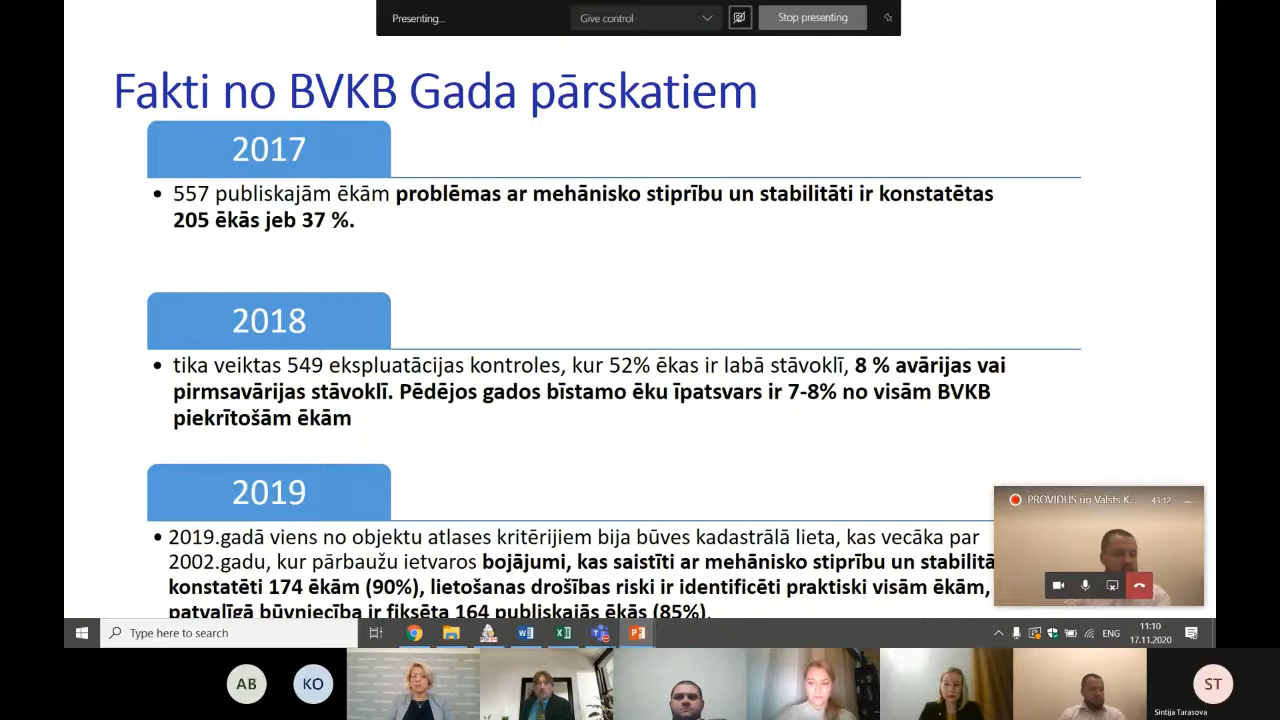 Presenting...
Give control
Stop presenting
Fakti no BVKB Gada pārskatiem
2017
• 557 publiskajām ēkām problēmas ar mehānisko stiprību un stabilitāti ir konstatētas
205 ēkās jeb 37 %.
2018
• tika veiktas 549 ekspluatācijas kontroles, kur 52% ēkas ir labā stāvoklī, 8 % avārijas vai
pirmsavārijas stāvoklī. Pēdējos gados bīstamo ēku īpatsvars ir 7-8% no visām BVKB
piekrītošām ēkām
2019
• 2019.gadā viens no objektu atlases kritērijiem bija būves kadastrālā lieta, kas vecāka par
2002.gadu, kur pārbaužu ietvaros bojājumi, kas saistīti ar mehānisko stiprību un stabilitā
konstatēti 174 ēkām (90%), lietošanas drošības riski ir identificēti praktiski visām ēkām,
patvaļīgā būvniecība ir fiksēta 164 publiskajās ēkās (85%).
PROVIDUS un Valsts K... 43:12
Type here to search
ENG
11:10
17.11.2020
AB
KO
ST
Sintija Tarasova